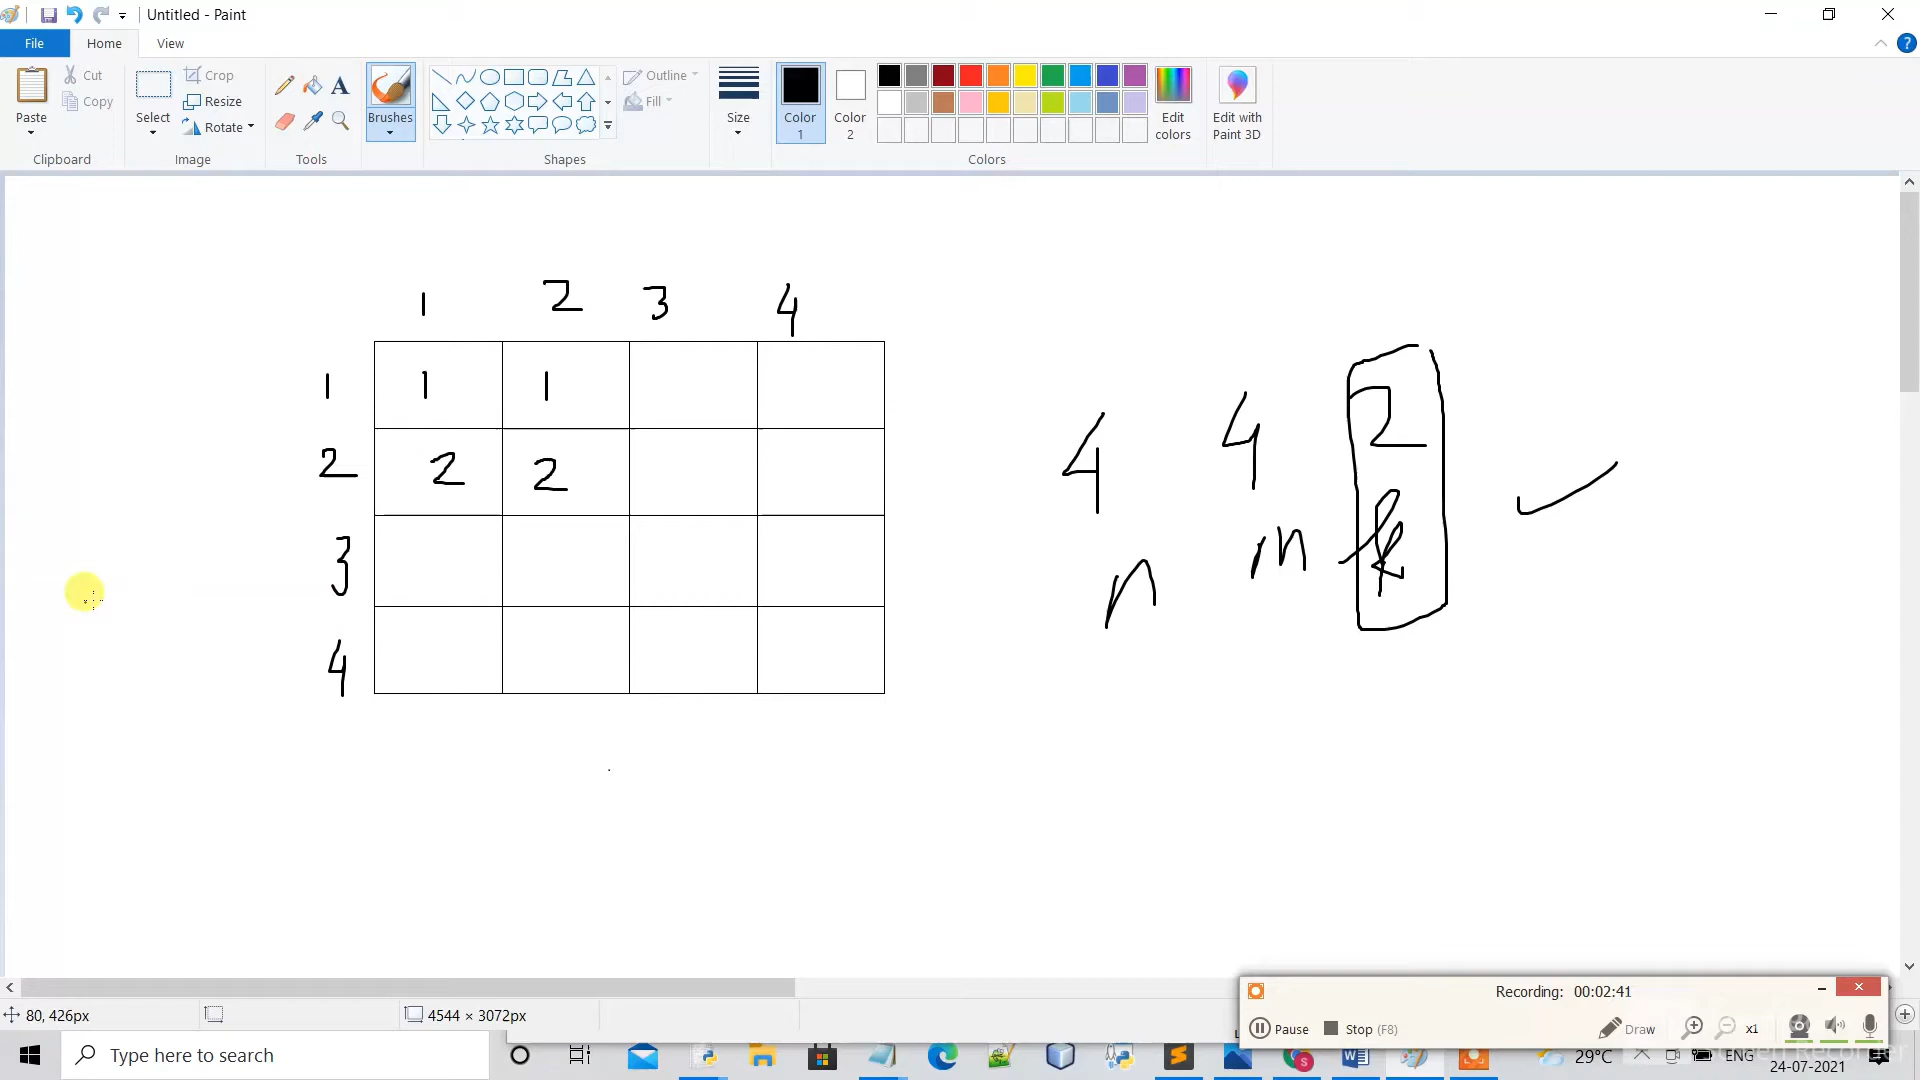 Untitled - Paint
File Home View
Paste
Cut
Copy
Clipboard
Select
Crop
Resize
Rotate
Image
Tools
Brushes
Outline
Fill
Shapes
Size
Color 1
Color 2
Edit colors
Edit with Paint 3D
Colors
1 2 3 4
1 1 1
2 2 2
3
4
4 4 2
n m k
80, 426px
4544 × 3072px
Recording: 00:02:41
Pause Stop (F8) Draw x1
Type here to search
29°C ENG
24-07-2021